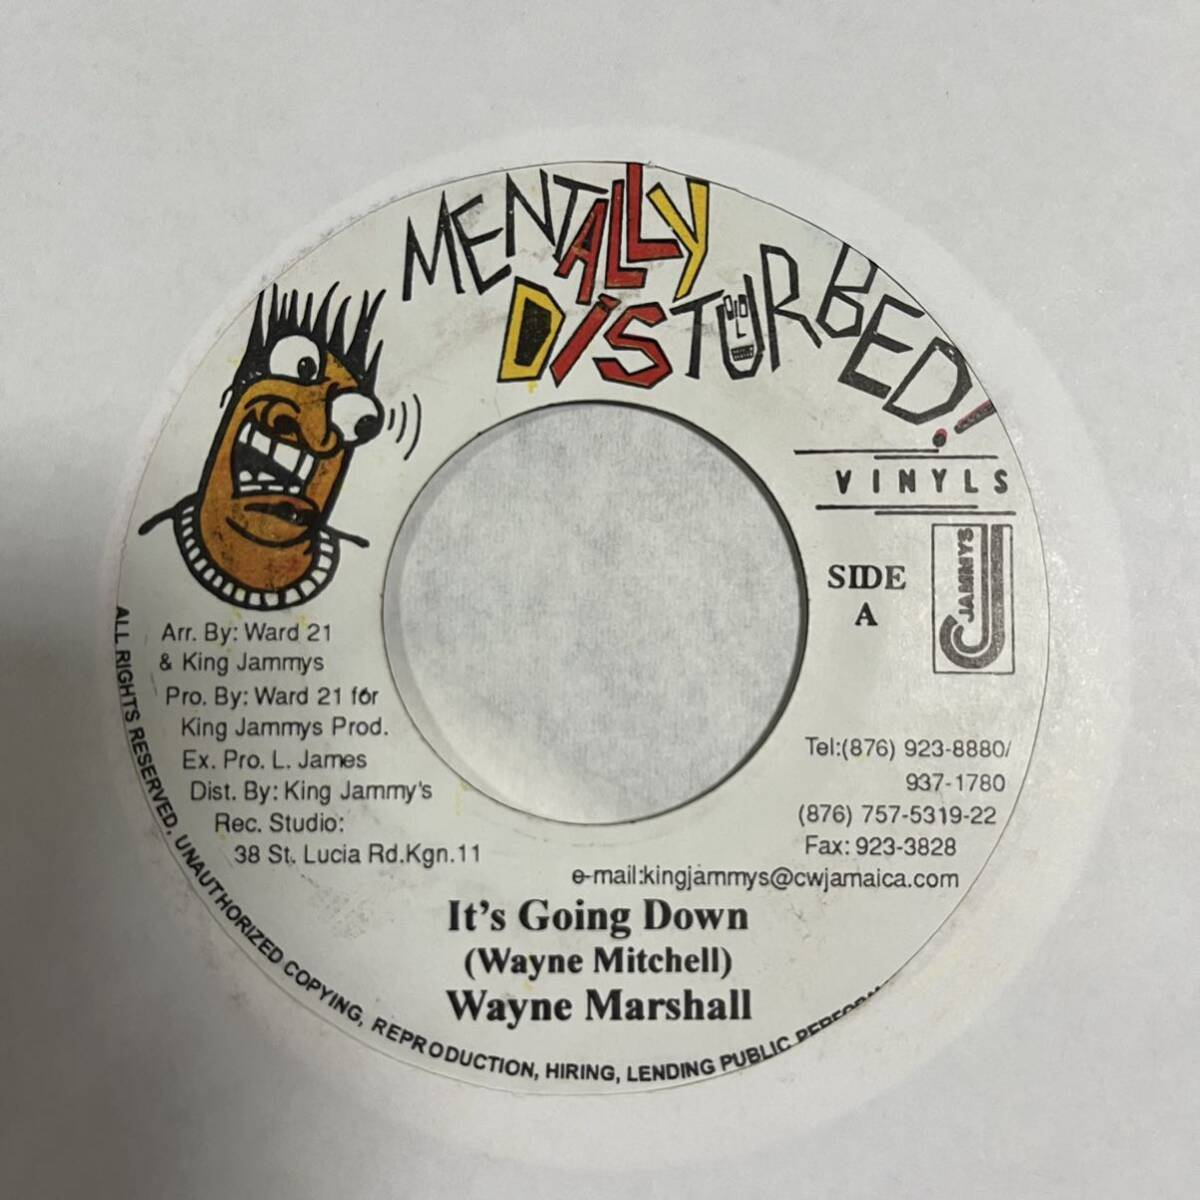 MENTALLY
DISTURBED!
VINYLS
SIDE
A
JAMMYS
Arr. By: Ward 21
& King Jammys
Pro. By: Ward 21 for
King Jammys Prod.
Ex. Pro. L. James
Dist. By: King Jammy's
Rec. Studio:
38 St. Lucia Rd.Kgn.11
Tel:(876) 923-8880/
937-1780
(876) 757-5319-22
Fax: 923-3828
e-mail:kingjammys@cwjamaica.com
It's Going Down
(Wayne Mitchell)
Wayne Marshall
ALL RIGHTS RESERVED, UNAUTHORIZED COPYING, REPRODUCTION, HIRING, LENDING PUBLIC